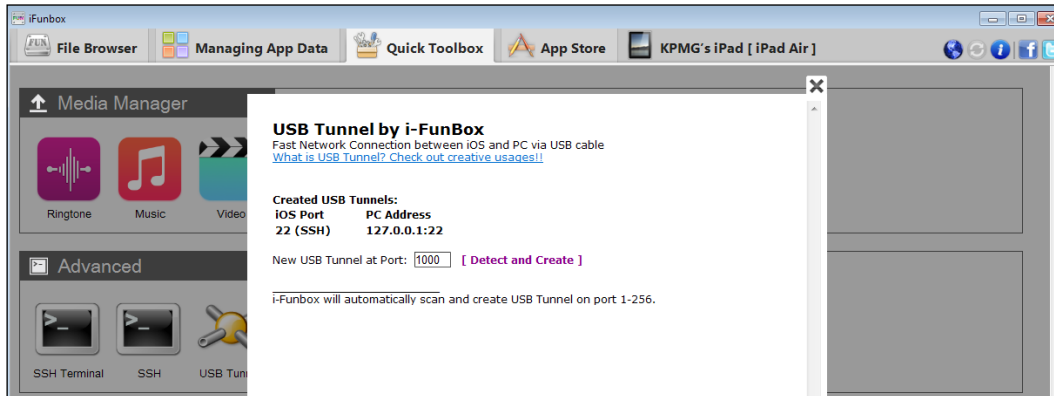 iFunbox
File Browser
Managing App Data
Quick Toolbox
App Store
KPMG's iPad [ iPad Air ]
Media Manager
Ringtone
Music
Video
Advanced
SSH Terminal
SSH
USB Tun
USB Tunnel by i-FunBox
Fast Network Connection between iOS and PC via USB cable
What is USB Tunnel? Check out creative usages!!
Created USB Tunnels:
iOS Port PC Address
22 (SSH) 127.0.0.1:22
New USB Tunnel at Port: 1000 [ Detect and Create ]
i-Funbox will automatically scan and create USB Tunnel on port 1-256.